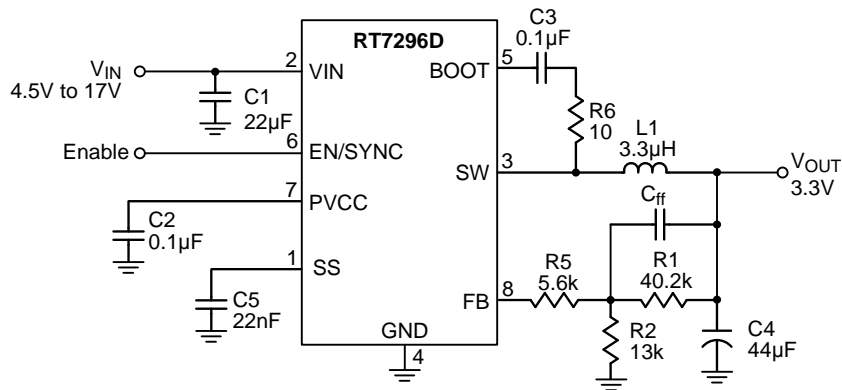 RT7296D
VIN
4.5V to 17V
2
VIN
C1
22µF
Enable
6
EN/SYNC
7
PVCC
C2
0.1µF
1
SS
C5
22nF
GND
4
BOOT
5
C3
0.1µF
R6
10
SW
3
L1
3.3µH
VOUT
3.3V
Cff
FB
8
R5
5.6k
R1
40.2k
R2
13k
C4
44µF